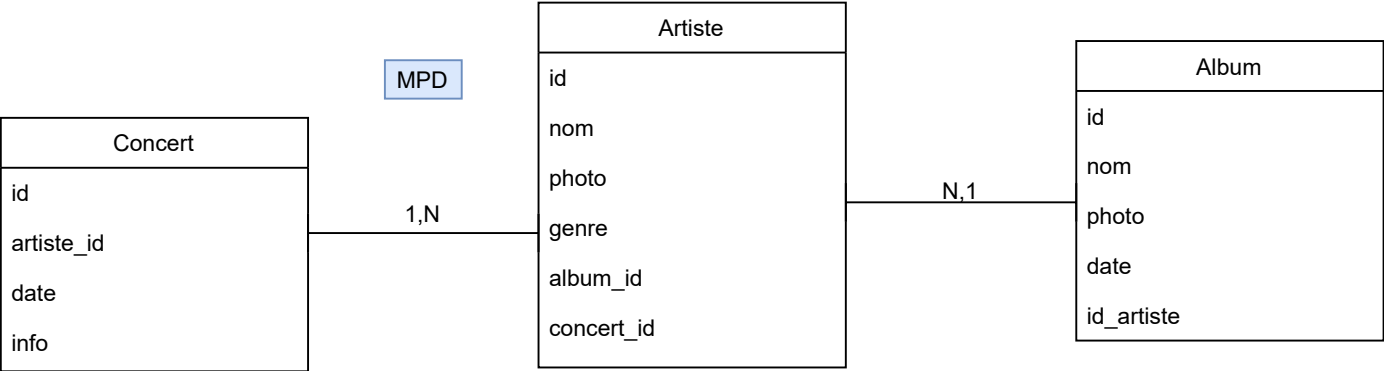 MPD
Concert
id
artiste_id
date
info
1,N
Artiste
id
nom
photo
genre
album_id
concert_id
N,1
Album
id
nom
photo
date
id_artiste